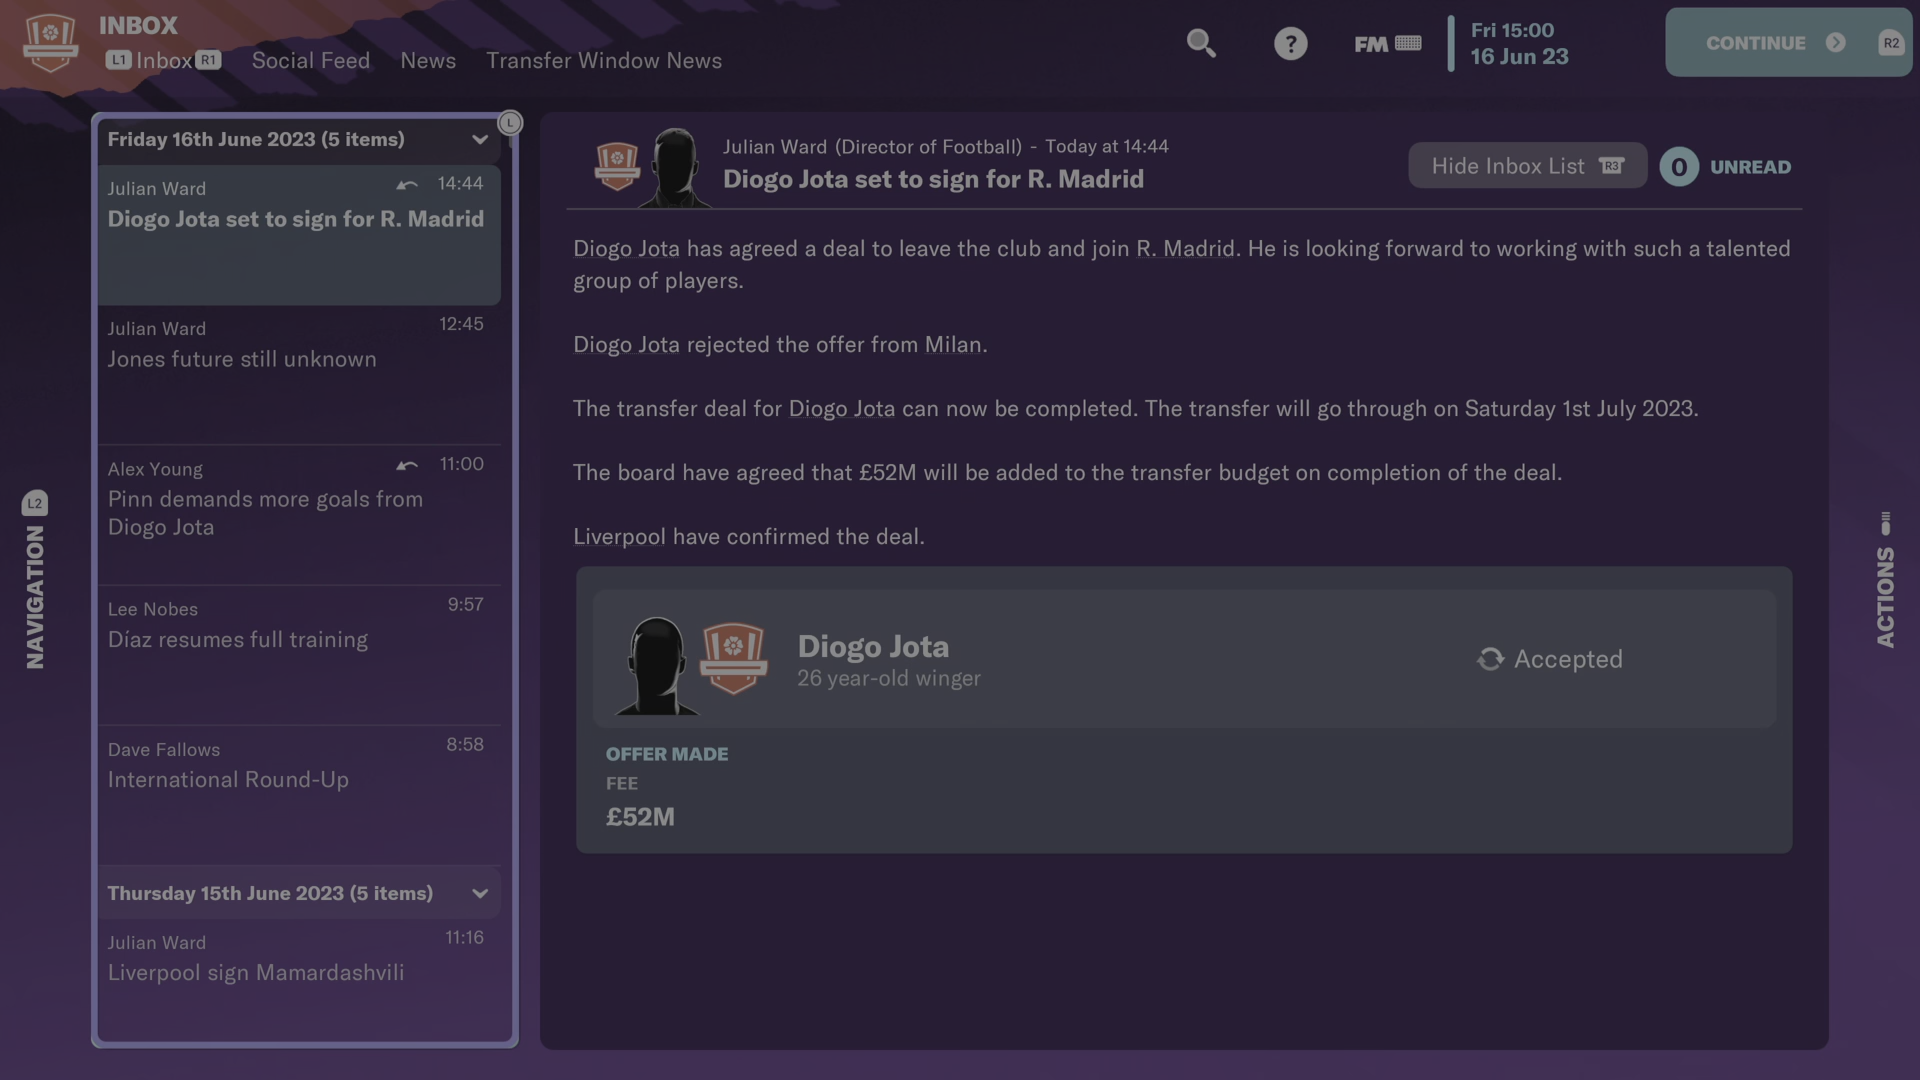 INBOX
L1 Inbox R1 Social Feed News Transfer Window News
?
FM
Fri 15:00
16 Jun 23
CONTINUE R2
L
Friday 16th June 2023 (5 items)
Julian Ward 14:44
Diogo Jota set to sign for R. Madrid
Julian Ward 12:45
Jones future still unknown
Alex Young 11:00
Pinn demands more goals from
Diogo Jota
Lee Nobes 9:57
Díaz resumes full training
Dave Fallows 8:58
International Round-Up
Thursday 15th June 2023 (5 items)
Julian Ward 11:16
Liverpool sign Mamardashvili
L2
NAVIGATION
Julian Ward (Director of Football) - Today at 14:44
Diogo Jota set to sign for R. Madrid
Hide Inbox List R3
0 UNREAD
Diogo Jota has agreed a deal to leave the club and join R. Madrid. He is looking forward to working with such a talented
group of players.
Diogo Jota rejected the offer from Milan.
The transfer deal for Diogo Jota can now be completed. The transfer will go through on Saturday 1st July 2023.
The board have agreed that £52M will be added to the transfer budget on completion of the deal.
Liverpool have confirmed the deal.
Diogo Jota
26 year-old winger
Accepted
OFFER MADE
FEE
£52M
ACTIONS